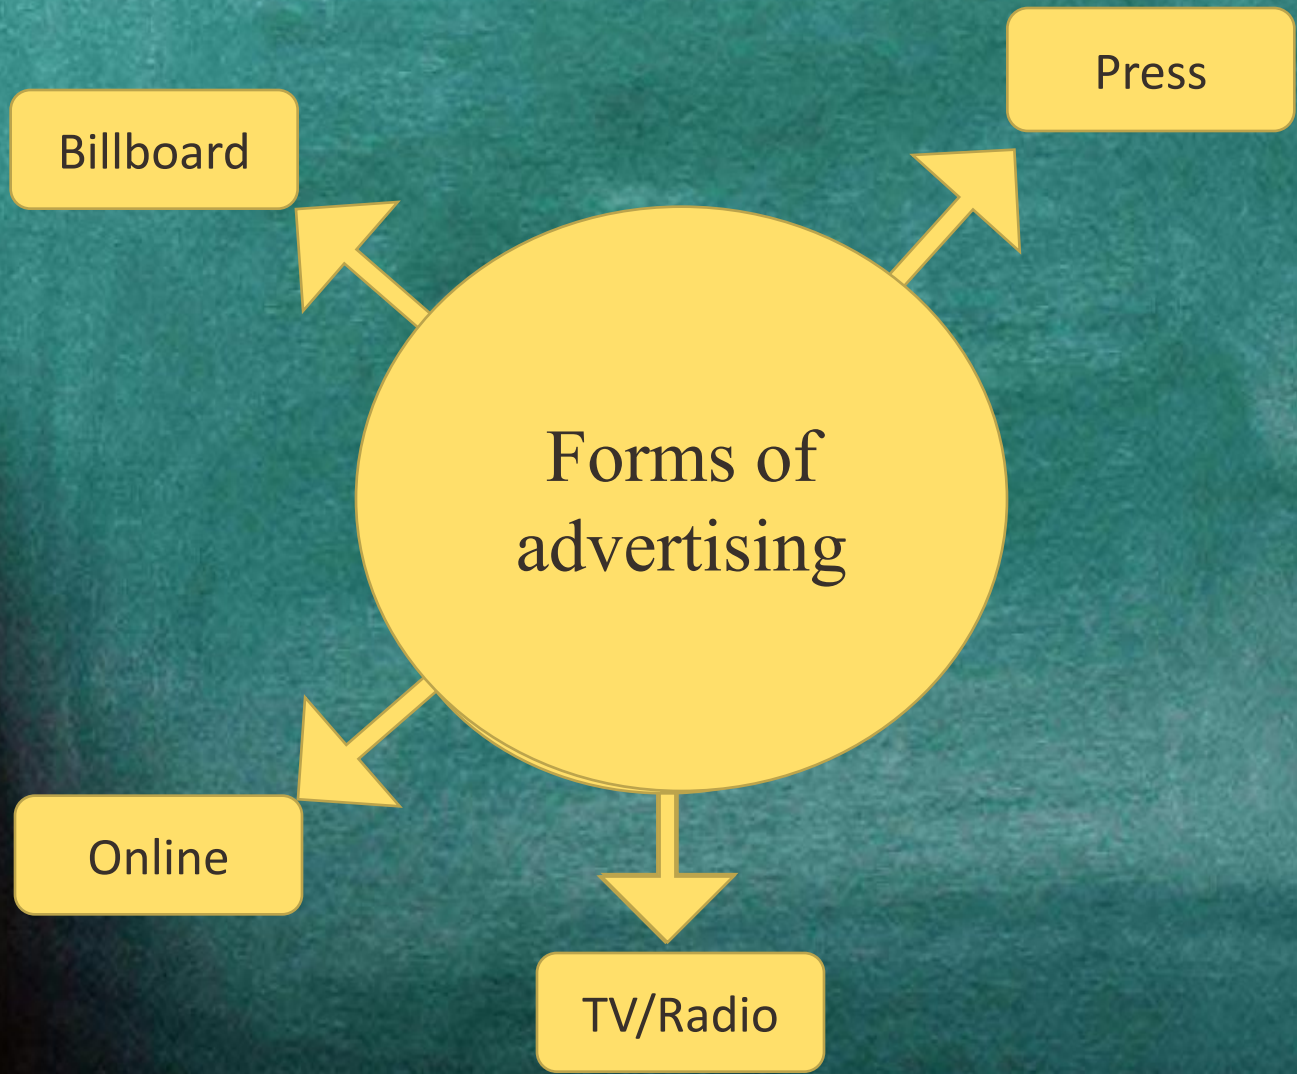 Press
Billboard
Forms of
advertising
Online
TV/Radio